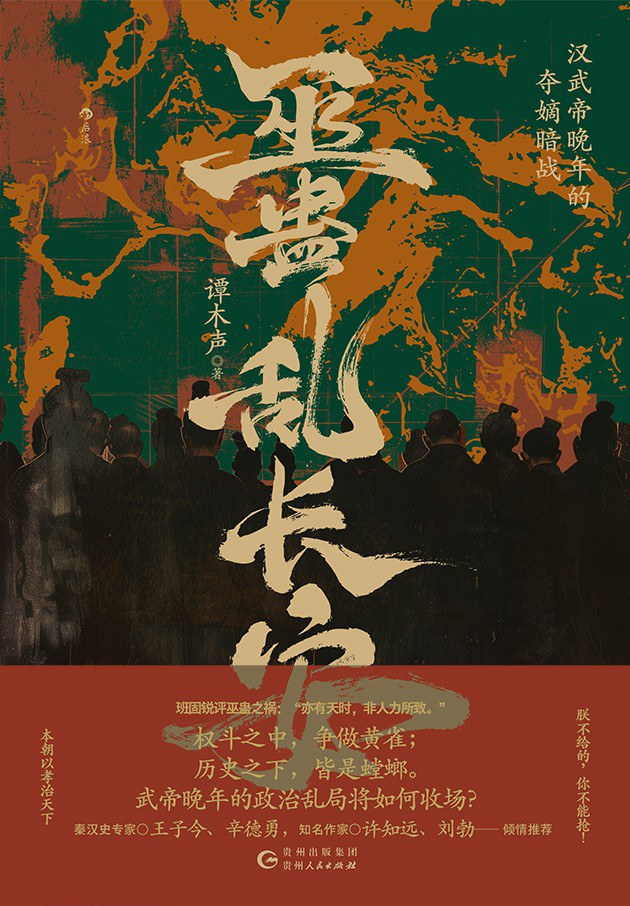 汉武帝晚年的
夺嫡暗战
后浪
巫蛊乱长安
谭木声◎著
班固锐评巫蛊之祸：“亦有天时，非人力所致。”
权斗之中，争做黄雀；
历史之下，皆是螳螂。
武帝晚年的政治乱局将如何收场？
朕不给的，你不能抢！
本朝以孝治天下
秦汉史专家○王子今、辛德勇，知名作家○许知远、刘勃——倾情推荐
贵州出版集团
贵州人民出版社